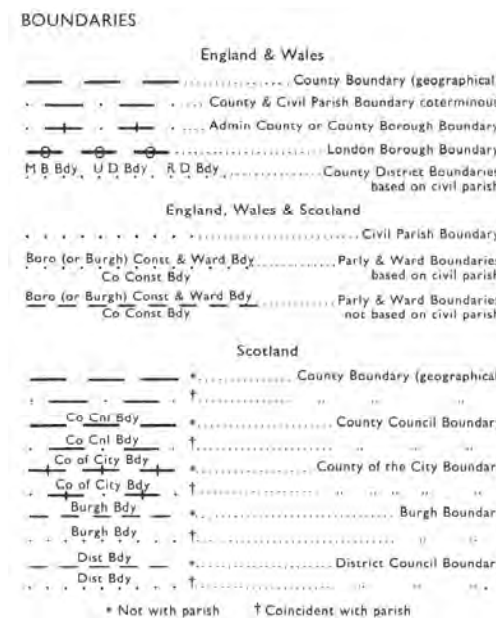 BOUNDARIES
England & Wales
County Boundary (geographical
County & Civil Parish Boundary coterminou
Admin County or County Borough Boundary
London Borough Boundary
M B Bdy U D Bdy R D Bdy County District Boundaries
based on civil parish
England, Wales & Scotland
Civil Parish Boundary
Boro (or Burgh) Const & Ward Bdy Parly & Ward Boundaries
Co Const Bdy based on civil parish
Boro (or Burgh) Const & Ward Bdy Parly & Ward Boundaries
Co Const Bdy not based on civil parish
Scotland
* County Boundary (geographical
† " "
Co Cnl Bdy * County Council Boundar
Co Cnl Bdy † " " "
Co of City Bdy * County of the City Boundar
Co of City Bdy † " " " "
Burgh Bdy * Burgh Boundar
Burgh Bdy † " "
Dist Bdy * District Council Boundar
Dist Bdy † " " "
* Not with parish † Coincident with parish